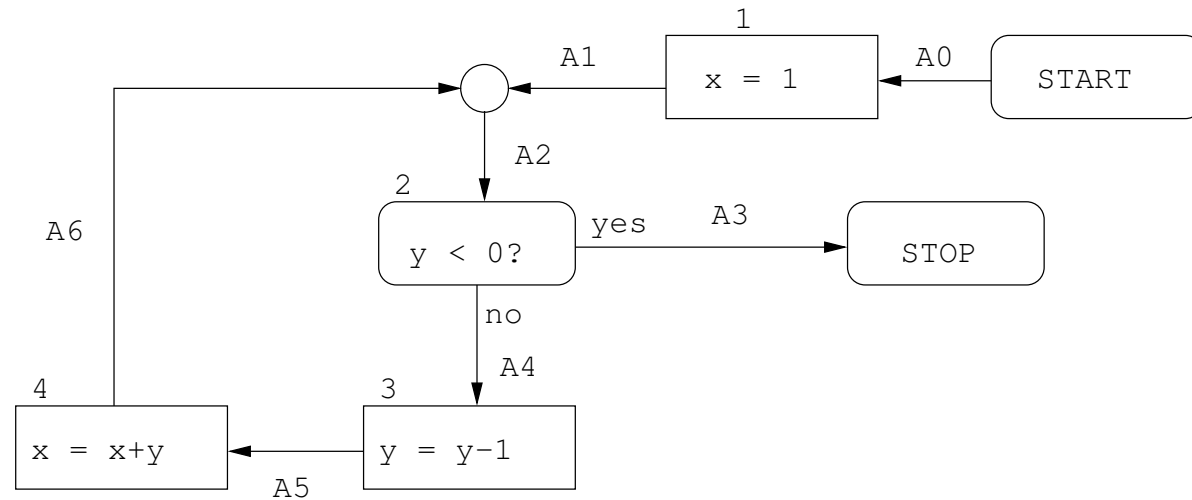 1
A1
A0
x = 1
START
A2
2
yes
A3
A6
y < 0?
STOP
no
A4
4
3
x = x+y
y = y-1
A5